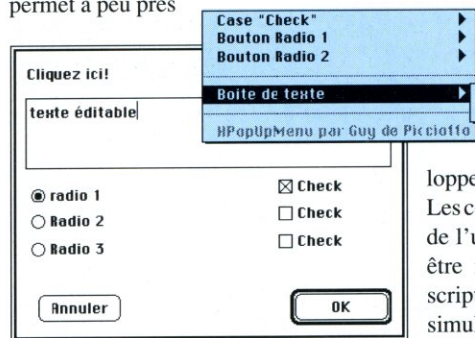 permet à peu près
Case "Check"
Bouton Radio 1
Bouton Radio 2
Boite de texte
HPopUpMenu par Guy de Picciotto
Cliquez ici!
texte éditable
radio 1
Check
Radio 2
Check
Radio 3
Check
Annuler
OK
loppe
Les c
de l'u
être
script
simul